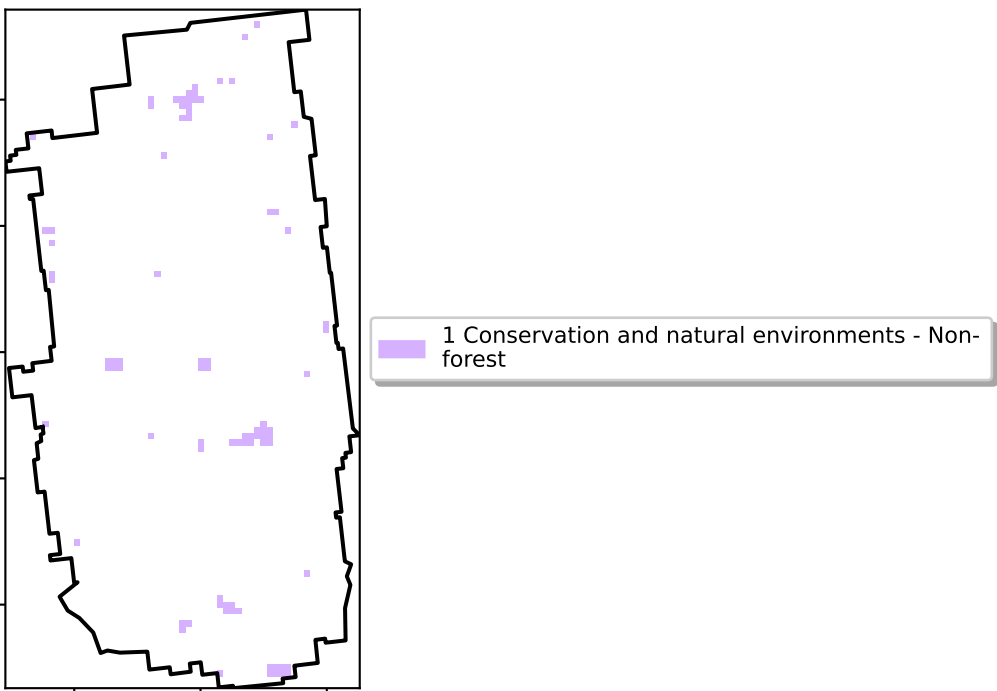 1 Conservation and natural environments - Non-
forest